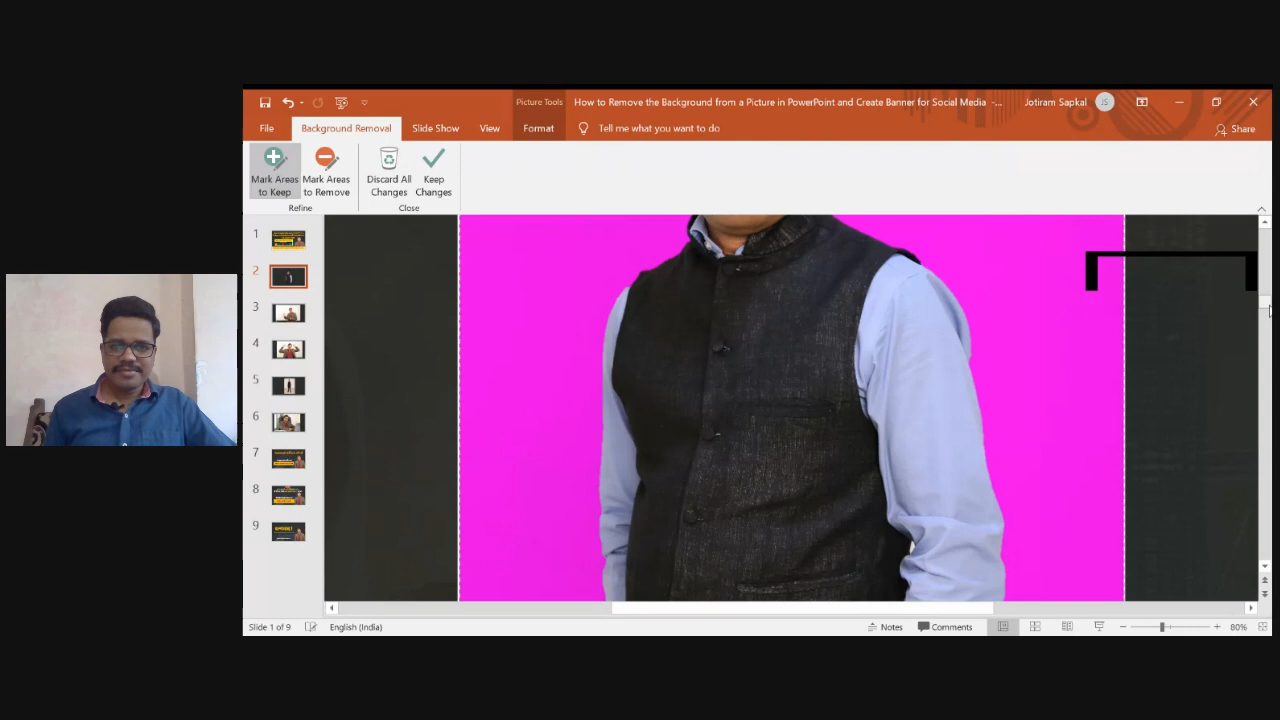 Picture Tools
How to Remove the Background from a Picture in PowerPoint and Create Banner for Social Media -...
Jotiram Sapkal
JS
File
Background Removal
Slide Show
View
Format
Tell me what you want to do
Share
Mark Areas to Keep
Mark Areas to Remove
Discard All Changes
Keep Changes
Refine
Close
1
2
3
4
5
6
7
8
9
Slide 1 of 9
English (India)
Notes
Comments
80%